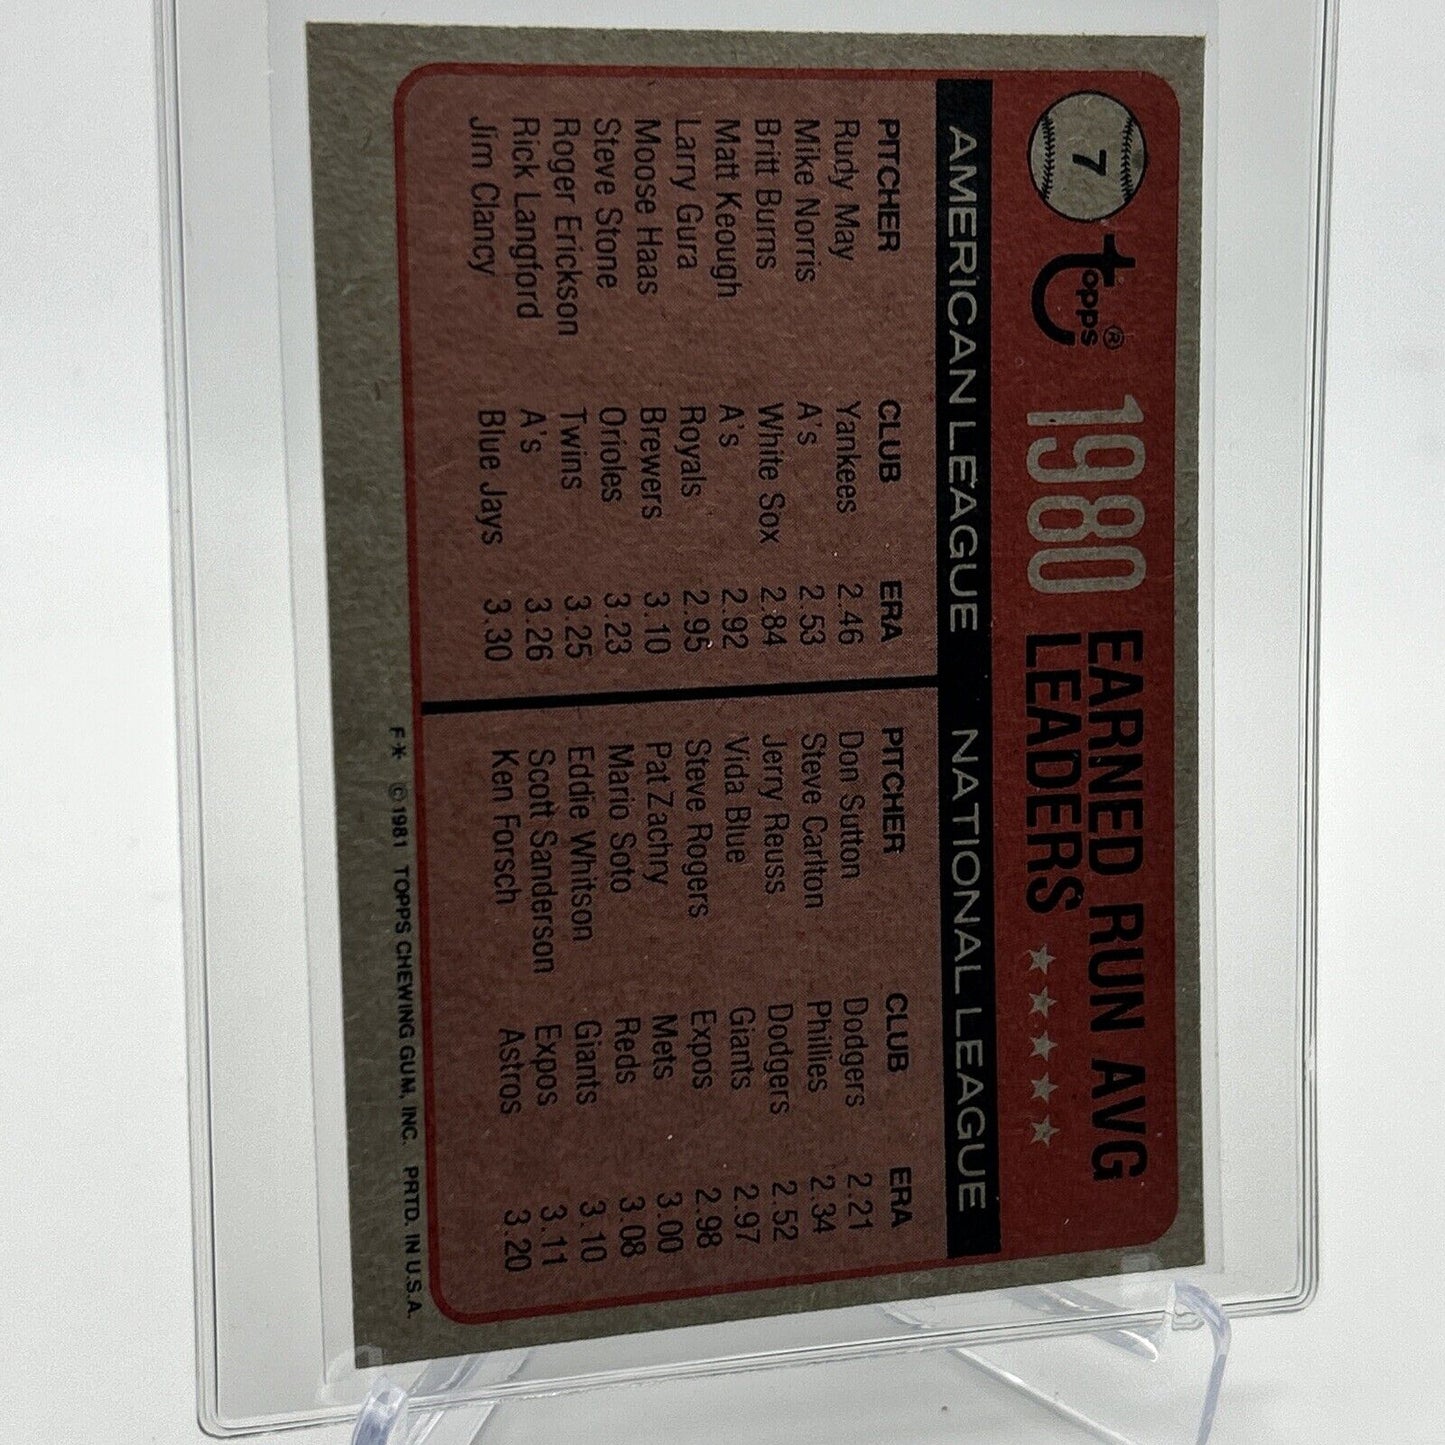 7 Topps® 1980 EARNED RUN AVG
LEADERS ★★★★★
AMERICAN LEAGUE NATIONAL LEAGUE
PITCHER CLUB ERA PITCHER CLUB ERA
Rudy May Yankees 2.46 Don Sutton Dodgers 2.21
Mike Norris A's 2.53 Steve Carlton Phillies 2.34
Britt Burns White Sox 2.84 Jerry Reuss Dodgers 2.52
Matt Keough A's 2.92 Vida Blue Giants 2.97
Larry Gura Royals 2.95 Steve Rogers Expos 2.98
Moose Haas Brewers 3.10 Pat Zachry Mets 3.00
Steve Stone Orioles 3.23 Mario Soto Reds 3.08
Roger Erickson Twins 3.25 Eddie Whitson Giants 3.10
Rick Langford A's 3.26 Scott Sanderson Expos 3.11
Jim Clancy Blue Jays 3.30 Ken Forsch Astros 3.20
F* ©1981 TOPPS CHEWING GUM, INC. PRTD. IN U.S.A.